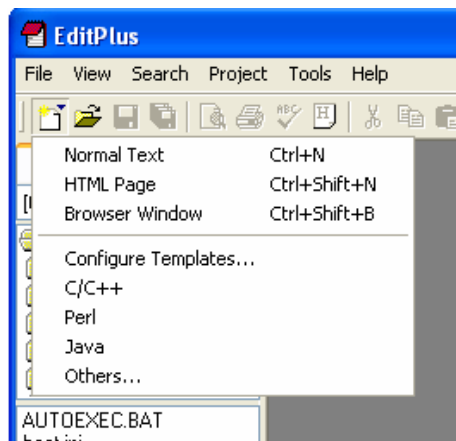 EditPlus
File View Search Project Tools Help
ABC
H
Normal Text Ctrl+N
HTML Page Ctrl+Shift+N
Browser Window Ctrl+Shift+B
Configure Templates...
C/C++
Perl
Java
Others...
AUTOEXEC.BAT